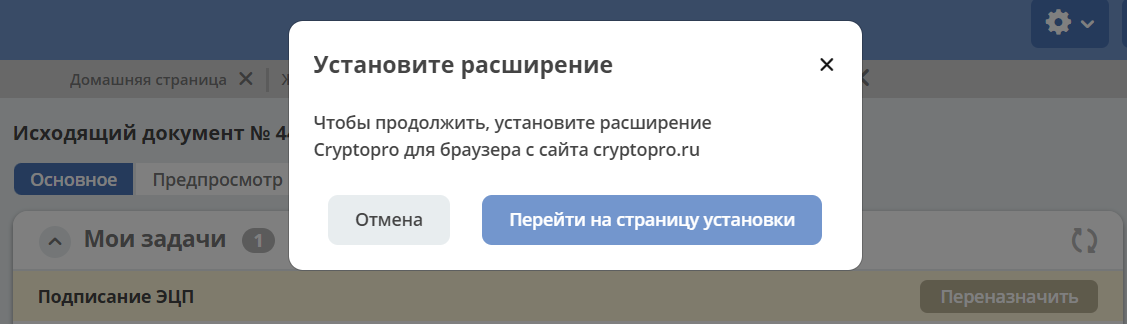 Установите расширение
Домашняя страница
Чтобы продолжить, установите расширение
Cryptopro для браузера с сайта cryptopro.ru
Исходящий документ №
Основное
Предпросмотр
Отмена
Перейти на страницу установки
Мои задачи 1
Подписание ЭЦП
Переназначить